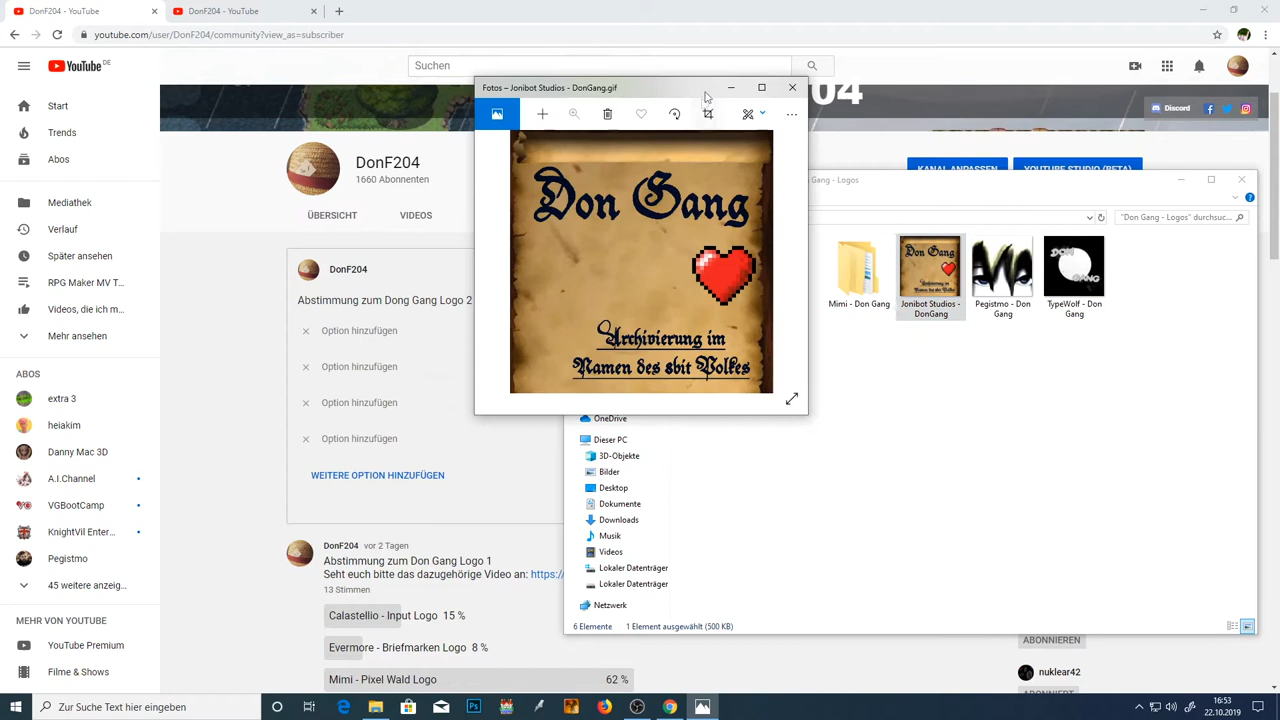 DonF204 - YouTube
DonF204 - YouTube
youtube.com/user/DonF204/community?view_as=subscriber
YouTube DE
Suchen
04
Discord
Start
Trends
Abos
Mediathek
Verlauf
Später ansehen
RPG Maker MV T...
Videos, die ich m...
Mehr ansehen
ABOS
extra 3
heiakim
Danny Mac 3D
A.I.Channel
VGBootCamp
KnightVil Enter...
Pegistmo
45 weitere anzeig...
MEHR VON YOUTUBE
YouTube Premium
Filme & Shows
DonF204
1660 Abonnenten
ÜBERSICHT
VIDEOS
KANAL ANPASSEN
YOUTUBE STUDIO (BETA)
DonF204
Abstimmung zum Dong Gang Logo 2
Option hinzufügen
Option hinzufügen
Option hinzufügen
Option hinzufügen
WEITERE OPTION HINZUFÜGEN
DonF204 vor 2 Tagen
Abstimmung zum Don Gang Logo 1
Seht euch bitte das dazugehörige Video an: https:/
13 Stimmen
Calastellio - Input Logo 15 %
Evermore - Briefmarken Logo 8 %
Mimi - Pixel Wald Logo 62 %
Fotos – Jonibot Studios - DonGang.gif
Don Gang
Archivierung im
Namen des 8bit Volkes
Gang - Logos
"Don Gang - Logos" durchsuc...
Mimi - Don Gang
Jonibot Studios - DonGang
Pegistmo - Don Gang
DON
GANG
TypeWolf - Don Gang
OneDrive
Dieser PC
3D-Objekte
Bilder
Desktop
Dokumente
Downloads
Musik
Videos
Lokaler Datenträger
Lokaler Datenträger
Netzwerk
6 Elemente
1 Element ausgewählt (500 KB)
ABONNIEREN
nuklear42
Zur Suche Text hier eingeben
Ps
16:53
22.10.2019